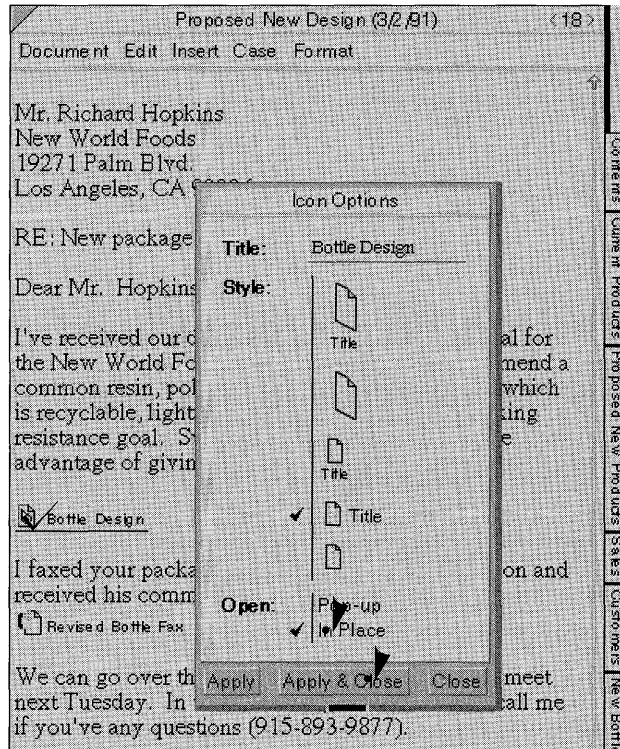 Proposed New Design (3/2/91) <18>
Document Edit Insert Case Format
Mr. Richard Hopkins
New World Foods
19271 Palm Blvd.
Los Angeles, CA
RE: New package
Dear Mr. Hopkins
I've received our al for
the New World Fo mend a
common resin, pol which
is recyclable, light king
resistance goal. S e
advantage of givin
Bottle Design
I faxed your packa on and
received his comm
Revised Bottle Fax
We can go over th meet
next Tuesday. In call me
if you've any questions (915-893-9877).
Icon Options
Title: Bottle Design
Style:
Title
Title
Title
Open: Pop-up
In Place
Apply Apply & Close Close
Contents
Current Products
Proposed New Products
Sales
Customers
New Bottl